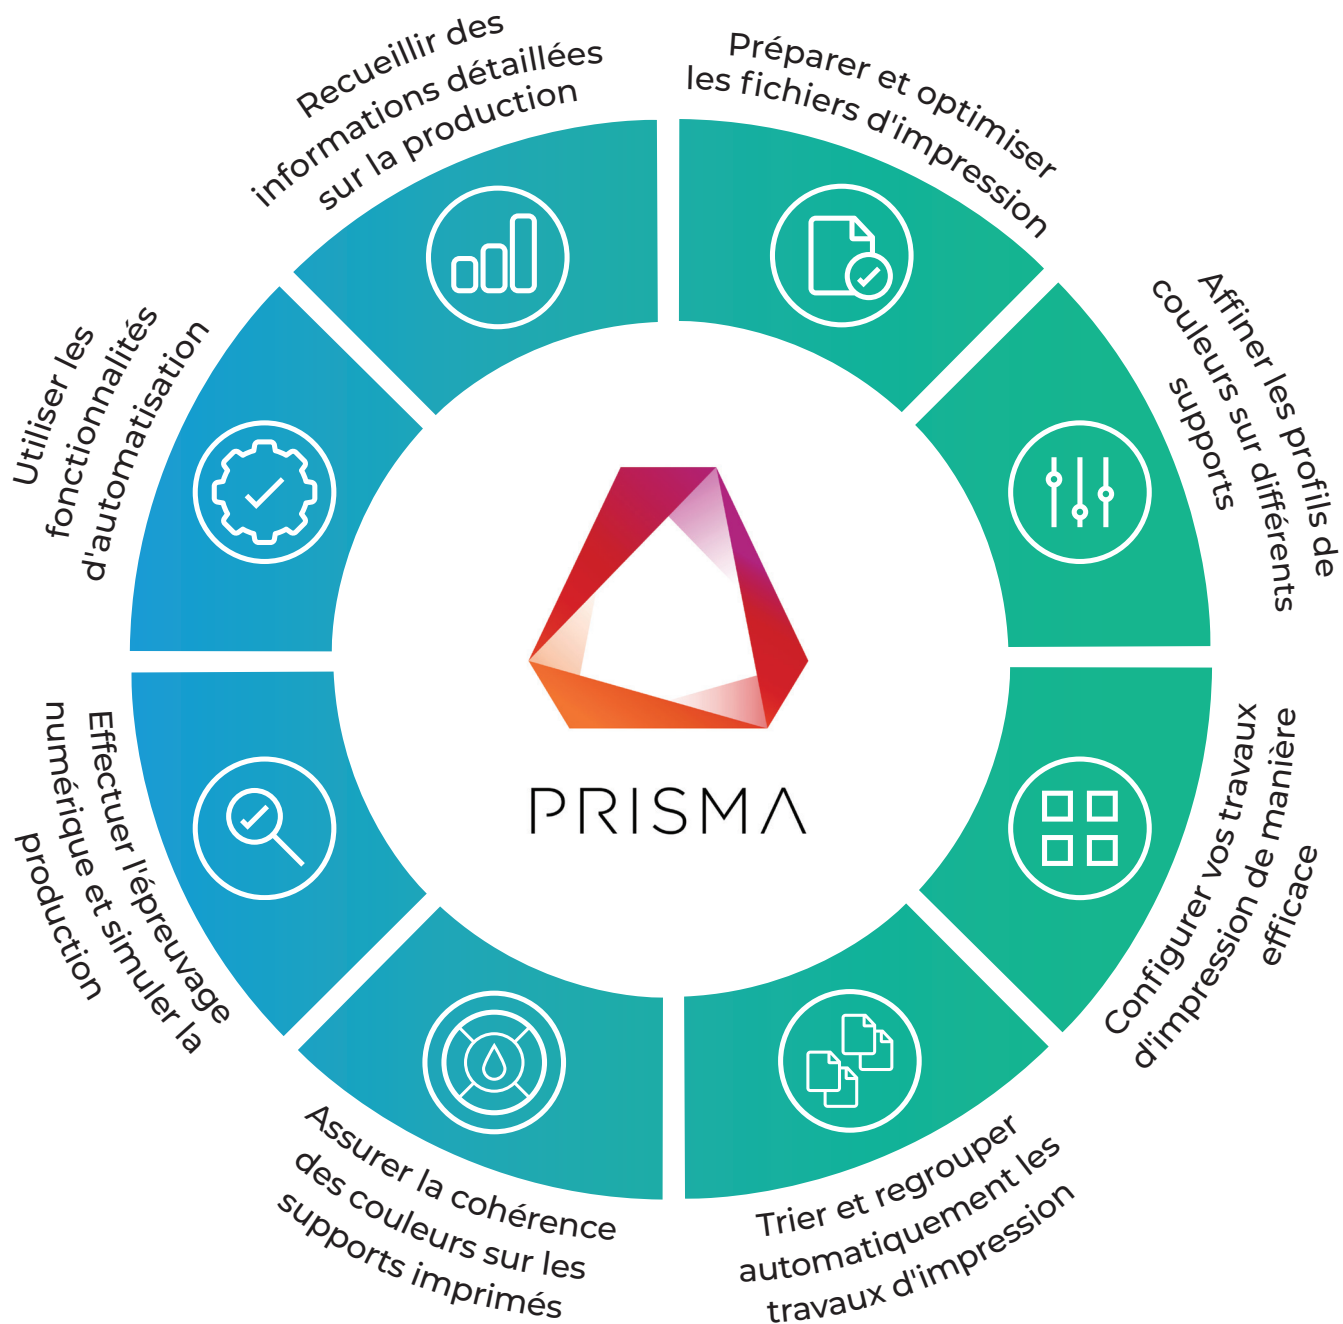 Préparer et optimiser
les fichiers d'impression
Affiner les profils de
couleurs sur différents
supports
Configurer vos travaux
d'impression de manière
efficace
Trier et regrouper
automatiquement les
travaux d'impression
Assurer la cohérence
des couleurs sur les
supports imprimés
Effectuer l'épreuvage
numérique et simuler la
production
Utiliser les
fonctionnalités
d'automatisation
Recueillir des
informations détaillées
sur la production
PRISMA